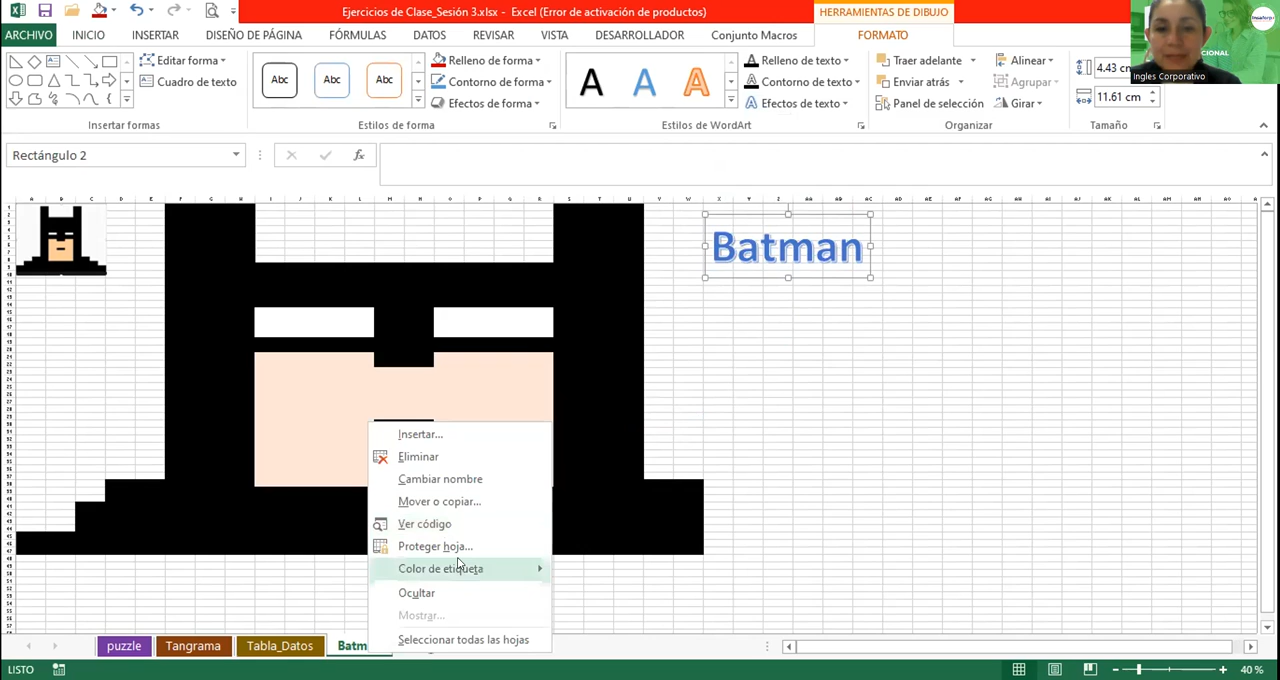 Ejercicios de Clase_Sesión 3.xlsx - Excel (Error de activación de productos)
HERRAMIENTAS DE DIBUJO
ARCHIVO INICIO INSERTAR DISEÑO DE PÁGINA FÓRMULAS DATOS REVISAR VISTA DESARROLLADOR Conjunto Macros FORMATO
CIONAL
Ingles Corporativo
Editar forma
Cuadro de texto
Insertar formas
Abc Abc Abc
Relleno de forma
Contorno de forma
Efectos de forma
Estilos de forma
A A A
Relleno de texto
Contorno de texto
Efectos de texto
Estilos de WordArt
Traer adelante
Enviar atrás
Panel de selección
Alinear
Agrupar
Girar
Organizar
4.43 cm
11.61 cm
Tamaño
Rectángulo 2
fx
Batman
Insertar...
Eliminar
Cambiar nombre
Mover o copiar...
Ver código
Proteger hoja...
Color de etiqueta
Ocultar
Mostrar...
Seleccionar todas las hojas
puzzle Tangrama Tabla_Datos Batm
LISTO
40 %